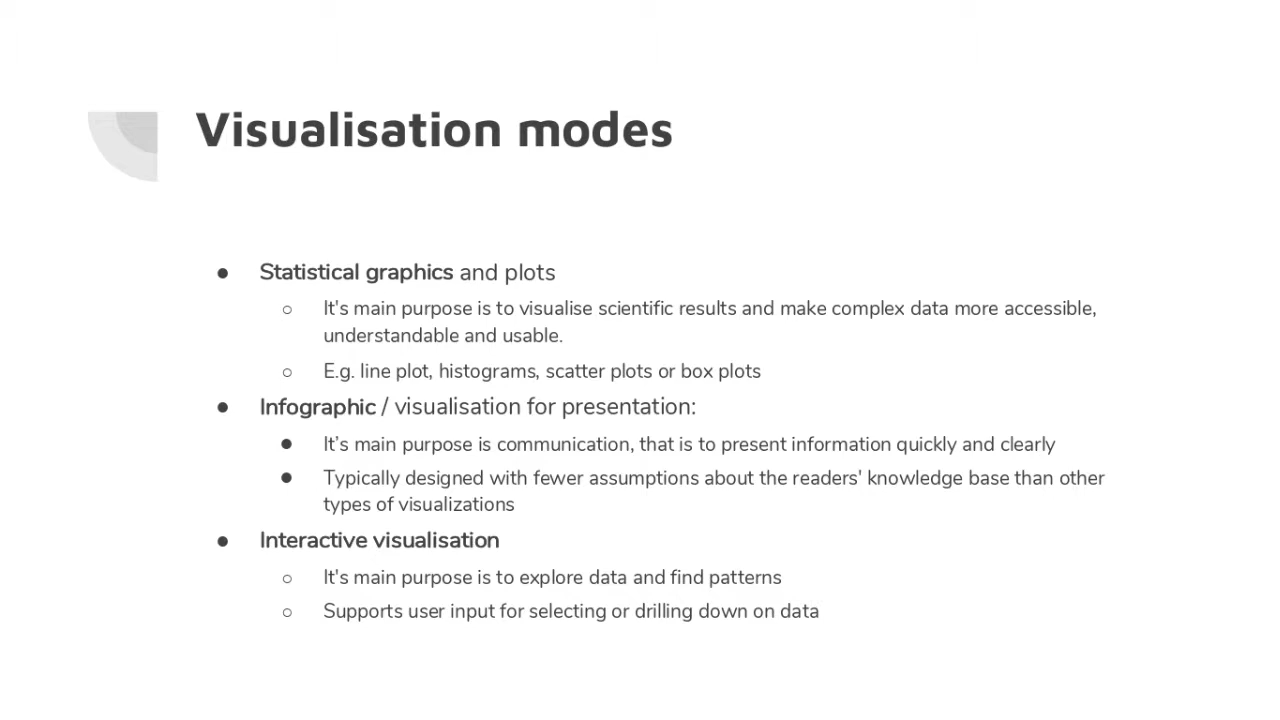 Visualisation modes
● Statistical graphics and plots
○ It's main purpose is to visualise scientific results and make complex data more accessible,
understandable and usable.
○ E.g. line plot, histograms, scatter plots or box plots
● Infographic / visualisation for presentation:
● It’s main purpose is communication, that is to present information quickly and clearly
● Typically designed with fewer assumptions about the readers' knowledge base than other
types of visualizations
● Interactive visualisation
○ It's main purpose is to explore data and find patterns
○ Supports user input for selecting or drilling down on data